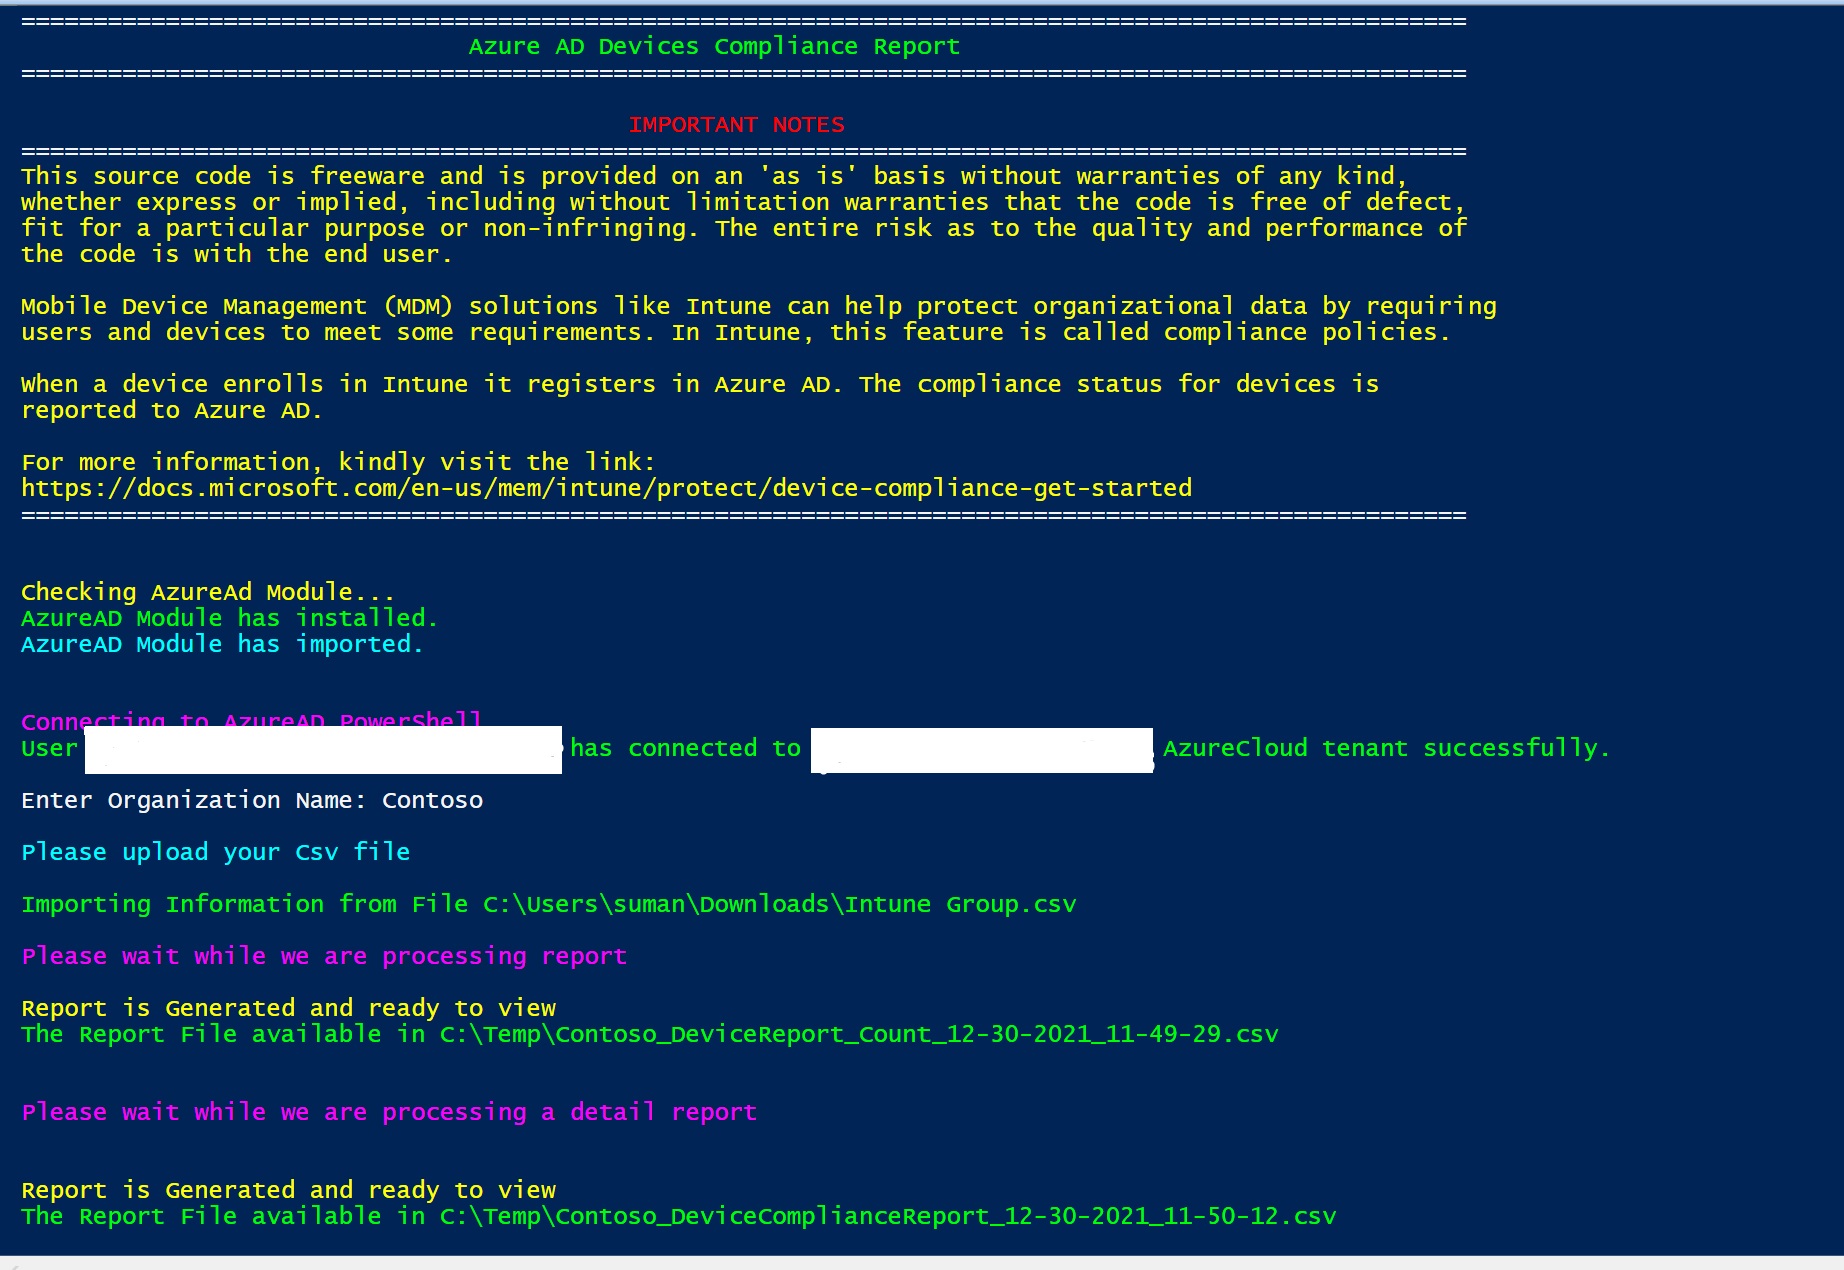 ====================================================================================================
Azure AD Devices Compliance Report
====================================================================================================
IMPORTANT NOTES
====================================================================================================
This source code is freeware and is provided on an 'as is' basis without warranties of any kind,
whether express or implied, including without limitation warranties that the code is free of defect,
fit for a particular purpose or non-infringing. The entire risk as to the quality and performance of
the code is with the end user.
Mobile Device Management (MDM) solutions like Intune can help protect organizational data by requiring
users and devices to meet some requirements. In Intune, this feature is called compliance policies.
When a device enrolls in Intune it registers in Azure AD. The compliance status for devices is
reported to Azure AD.
For more information, kindly visit the link:
https://docs.microsoft.com/en-us/mem/intune/protect/device-compliance-get-started
====================================================================================================
Checking AzureAd Module...
AzureAD Module has installed.
AzureAD Module has imported.
Connecting to AzureAD PowerShell
User has connected to AzureCloud tenant successfully.
Enter Organization Name: Contoso
Please upload your Csv file
Importing Information from File C:\Users\suman\Downloads\Intune Group.csv
Please wait while we are processing report
Report is Generated and ready to view
The Report File available in C:\Temp\Contoso_DeviceReport_Count_12-30-2021_11-49-29.csv
Please wait while we are processing a detail report
Report is Generated and ready to view
The Report File available in C:\Temp\Contoso_DeviceComplianceReport_12-30-2021_11-50-12.csv